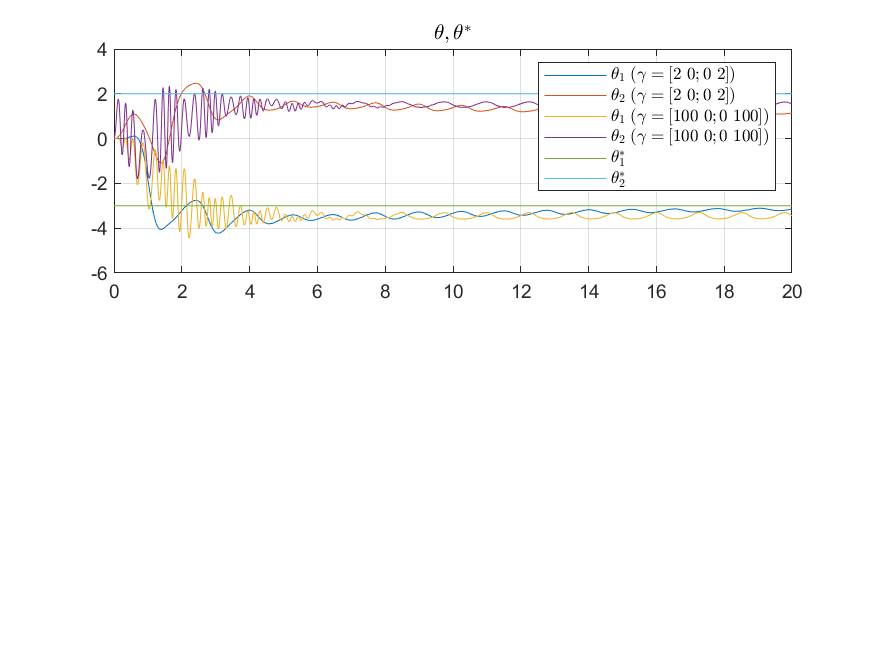 θ, θ*
4
2
0
-2
-4
-6
0 2 4 6 8 10 12 14 16 18 20
θ₁ (γ = [2 0; 0 2])
θ₂ (γ = [2 0; 0 2])
θ₁ (γ = [100 0; 0 100])
θ₂ (γ = [100 0; 0 100])
θ₁*
θ₂*